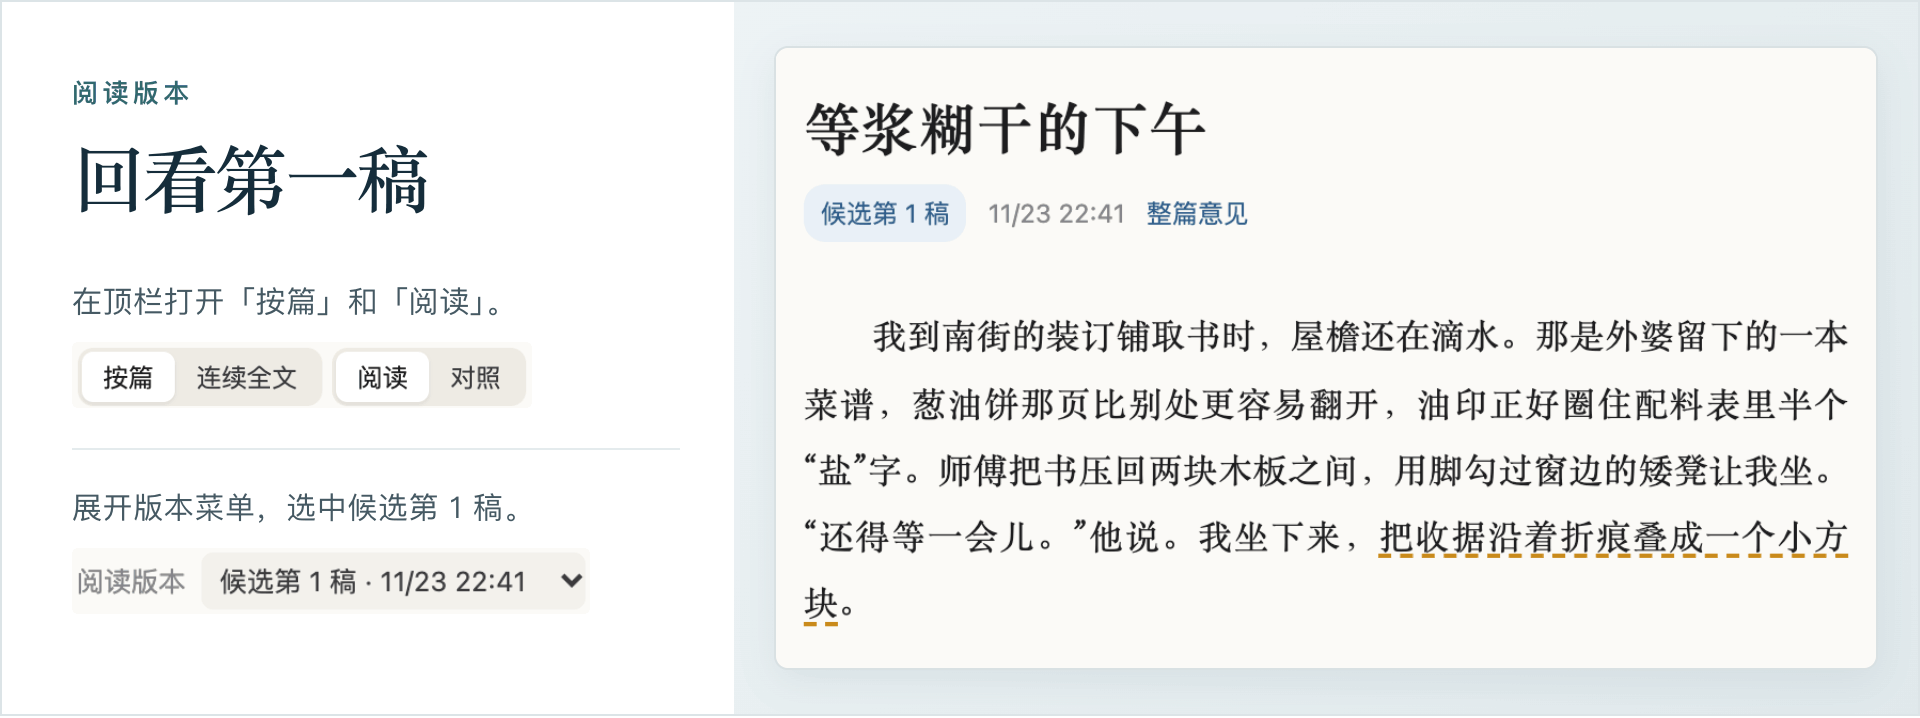 阅读版本
回看第一稿
在顶栏打开「按篇」和「阅读」。
按篇 连续全文 阅读 对照
展开版本菜单，选中候选第 1 稿。
阅读版本 候选第 1 稿 · 11/23 22:41
等浆糊干的下午
候选第 1 稿 11/23 22:41 整篇意见
我到南街的装订铺取书时，屋檐还在滴水。那是外婆留下的一本
菜谱，葱油饼那页比别处更容易翻开，油印正好圈住配料表里半个
“盐”字。师傅把书压回两块木板之间，用脚勾过窗边的矮凳让我坐。
“还得等一会儿。”他说。我坐下来，把收据沿着折痕叠成一个小方
块。